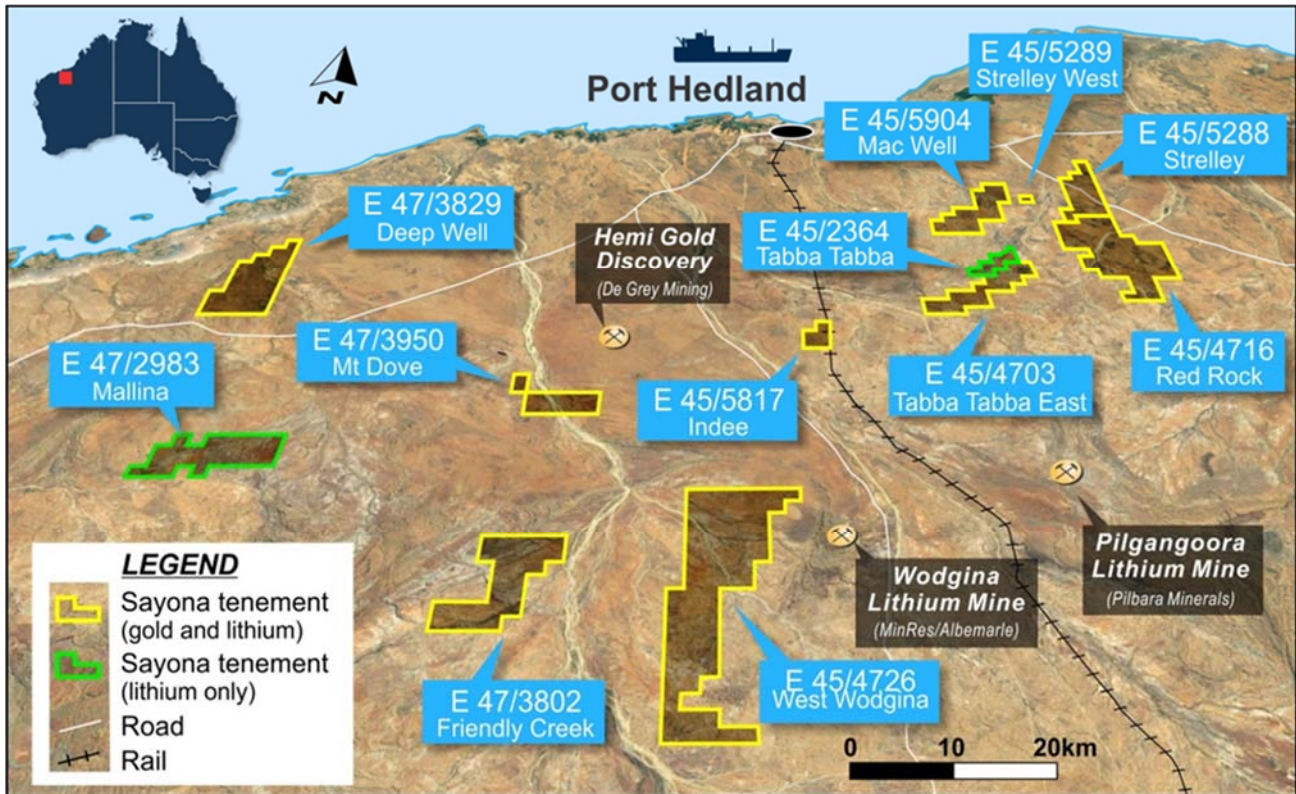 Port Hedland
E 45/5289
Strelley West
E 45/5904
Mac Well
E 45/5288
Strelley
E 47/3829
Deep Well
Hemi Gold
Discovery
(De Grey Mining)
E 45/2364
Tabba Tabba
E 47/3950
Mt Dove
E 47/2983
Mallina
E 45/5817
Indee
E 45/4703
Tabba Tabba East
E 45/4716
Red Rock
Pilgangoora
Lithium Mine
(Pilbara Minerals)
Wodgina
Lithium Mine
(MinRes/Albemarle)
E 47/3802
Friendly Creek
E 45/4726
West Wodgina
LEGEND
Sayona tenement
(gold and lithium)
Sayona tenement
(lithium only)
Road
Rail
N
0 10 20km